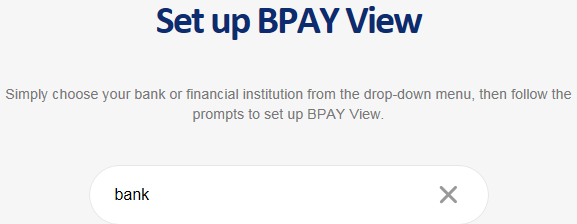 Set up BPAY View
Simply choose your bank or financial institution from the drop-down menu, then follow the
prompts to set up BPAY View.
bank